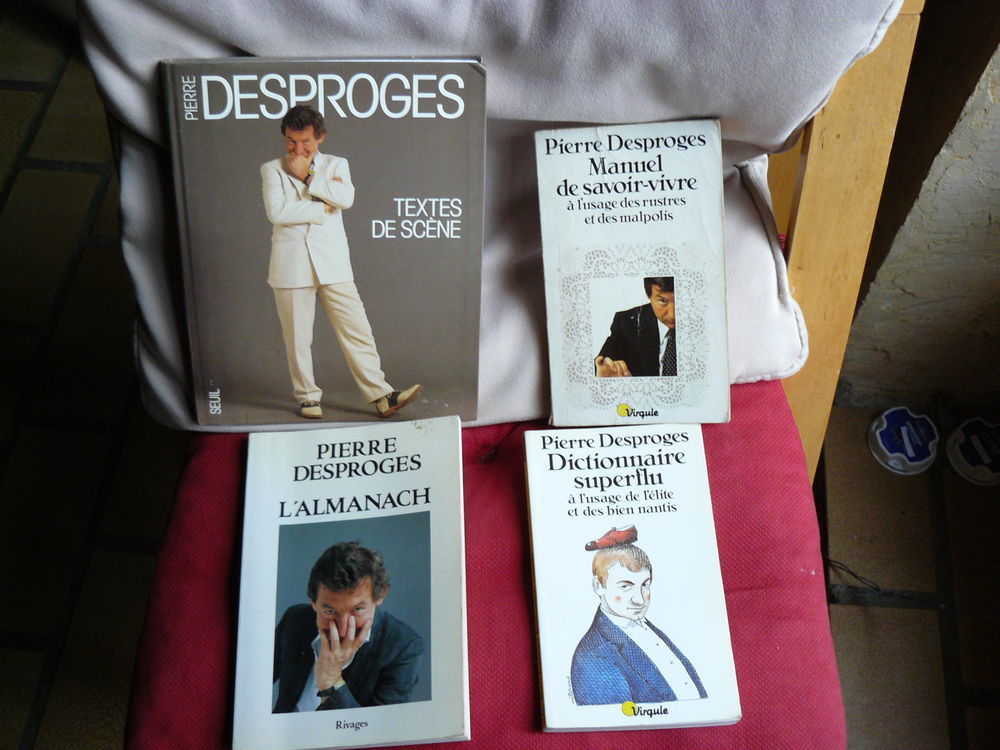 PIERRE
DESPROGES
TEXTES
DE SCÈNE
SEUIL
Pierre Desproges
Manuel
de savoir-vivre
à l'usage des rustres
et des malpolis
Virgule
PIERRE
DESPROGES
L'ALMANACH
Rivages
Pierre Desproges
Dictionnaire
superflu
à l'usage de l'élite
et des bien nantis
Virgule